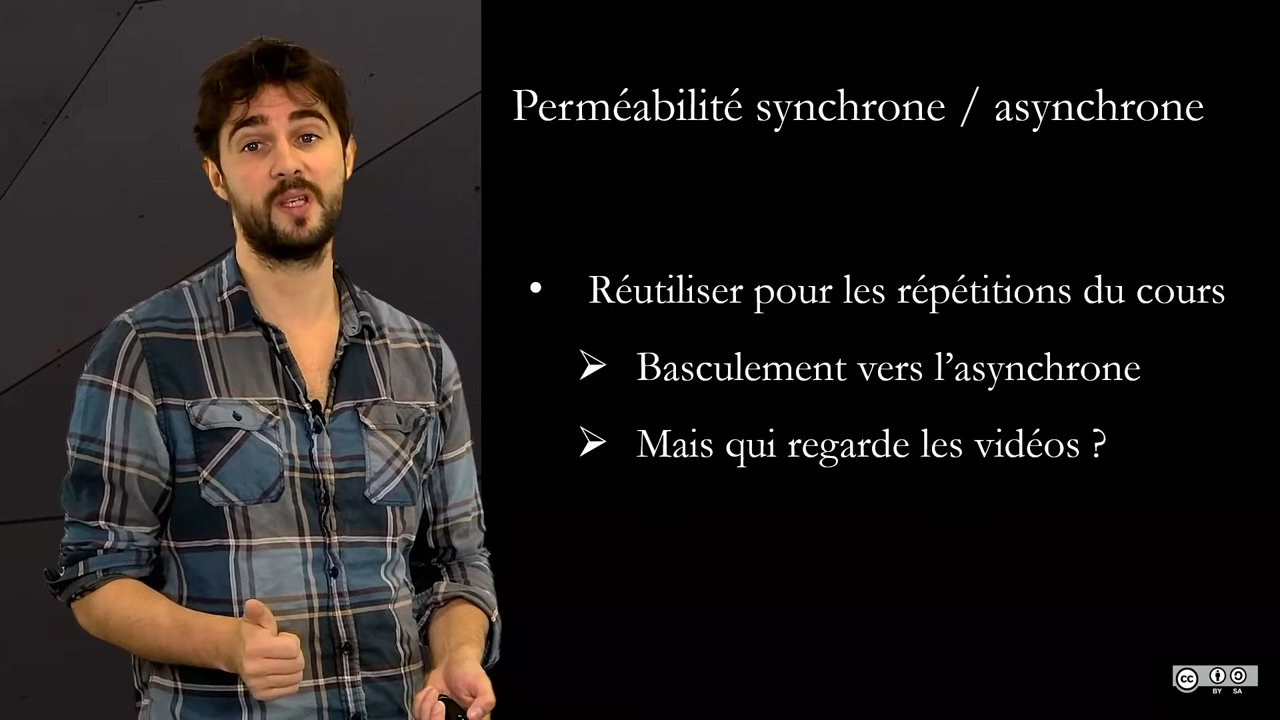 Perméabilité synchrone / asynchrone
• Réutiliser pour les répétitions du cours
➢ Basculement vers l’asynchrone
➢ Mais qui regarde les vidéos ?
cc
BY SA